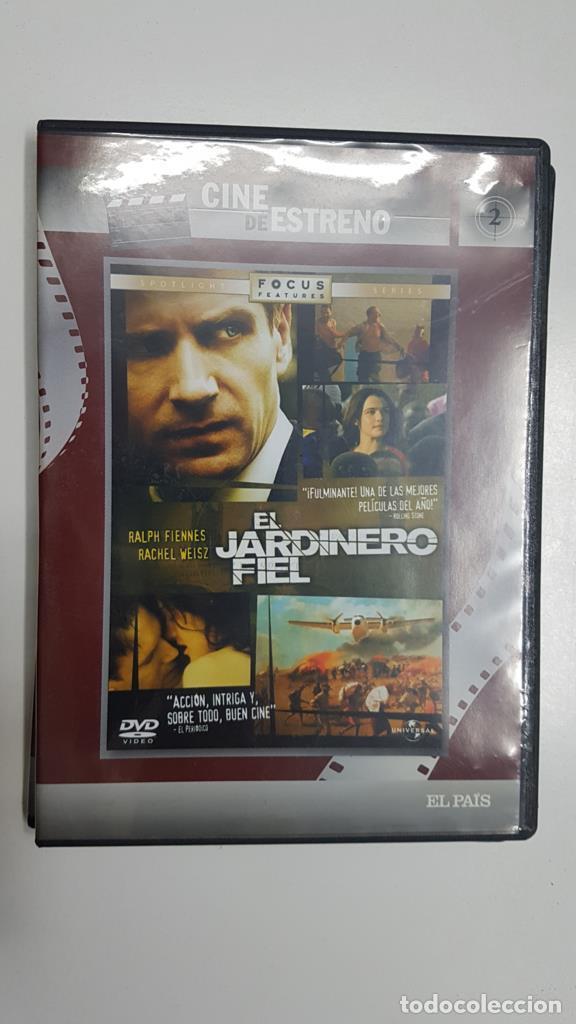 CINE
DE ESTRENO
2
SPOTLIGHT
FOCUS
FEATURES
SERIES
"¡FULMINANTE! UNA DE LAS MEJORES
PELÍCULAS DEL AÑO!"
- ROLLING STONE
RALPH FIENNES
RACHEL WEISZ
EL
JARDINERO
FIEL
"ACCIÓN, INTRIGA Y,
SOBRE TODO, BUEN CINE"
- EL PERIÓDICO
DVD
VIDEO
UNIVERSAL
EL PAÍS
todocoleccion